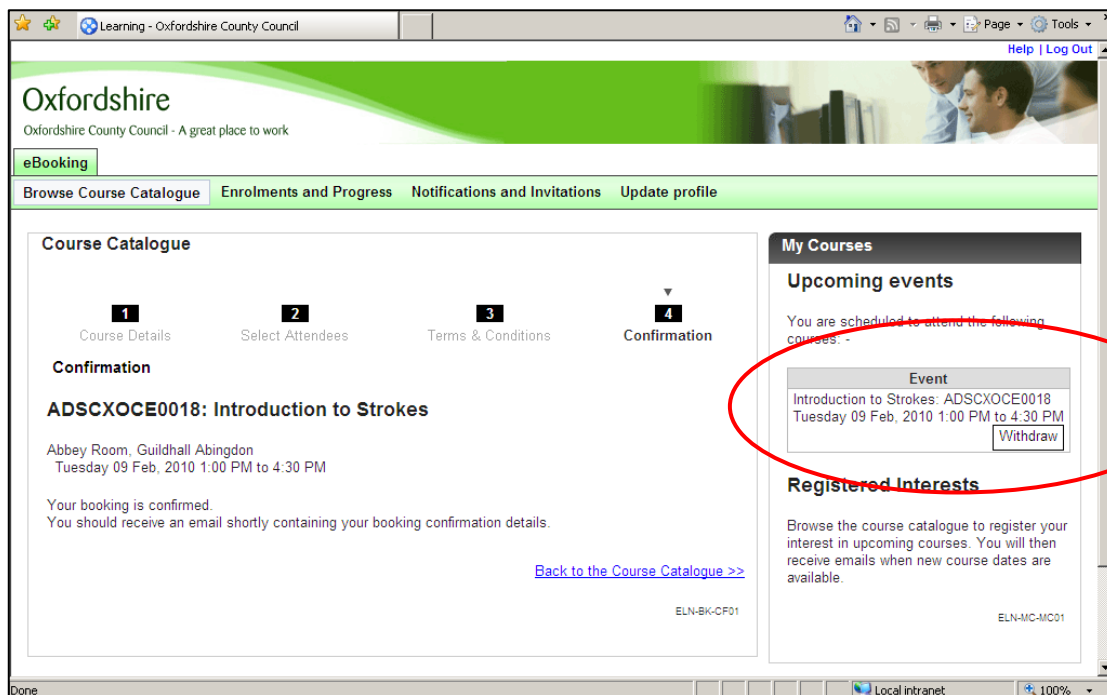 Learning - Oxfordshire County Council
Page
Tools
Help | Log Out
Oxfordshire
Oxfordshire County Council - A great place to work
eBooking
Browse Course Catalogue Enrolments and Progress Notifications and Invitations Update profile
Course Catalogue
1 2 3 4
Course Details Select Attendees Terms & Conditions Confirmation
Confirmation
ADSCXOCE0018: Introduction to Strokes
Abbey Room, Guildhall Abingdon
Tuesday 09 Feb, 2010 1:00 PM to 4:30 PM
Your booking is confirmed.
You should receive an email shortly containing your booking confirmation details.
Back to the Course Catalogue >>
ELN-BK-CF01
My Courses
Upcoming events
You are scheduled to attend the following
courses: -
Event
Introduction to Strokes: ADSCXOCE0018
Tuesday 09 Feb, 2010 1:00 PM to 4:30 PM
Withdraw
Registered Interests
Browse the course catalogue to register your
interest in upcoming courses. You will then
receive emails when new course dates are
available.
ELN-MC-MC01
Done
Local intranet
100%